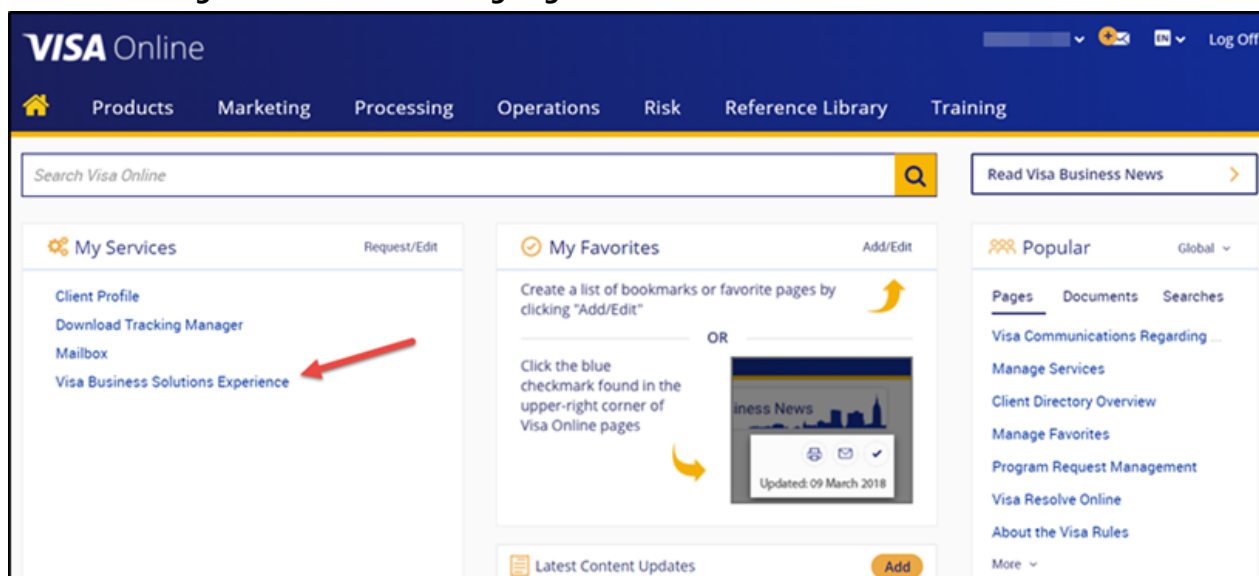 VISA Online
EN
Log Off
Products Marketing Processing Operations Risk Reference Library Training
Search Visa Online
Read Visa Business News
My Services
Request/Edit
Client Profile
Download Tracking Manager
Mailbox
Visa Business Solutions Experience
My Favorites
Add/Edit
Create a list of bookmarks or favorite pages by
clicking "Add/Edit"
OR
Click the blue
checkmark found in the
upper-right corner of
Visa Online pages
iness News
Updated: 09 March 2018
Latest Content Updates
Add
Popular
Global
Pages Documents Searches
Visa Communications Regarding ...
Manage Services
Client Directory Overview
Manage Favorites
Program Request Management
Visa Resolve Online
About the Visa Rules
More